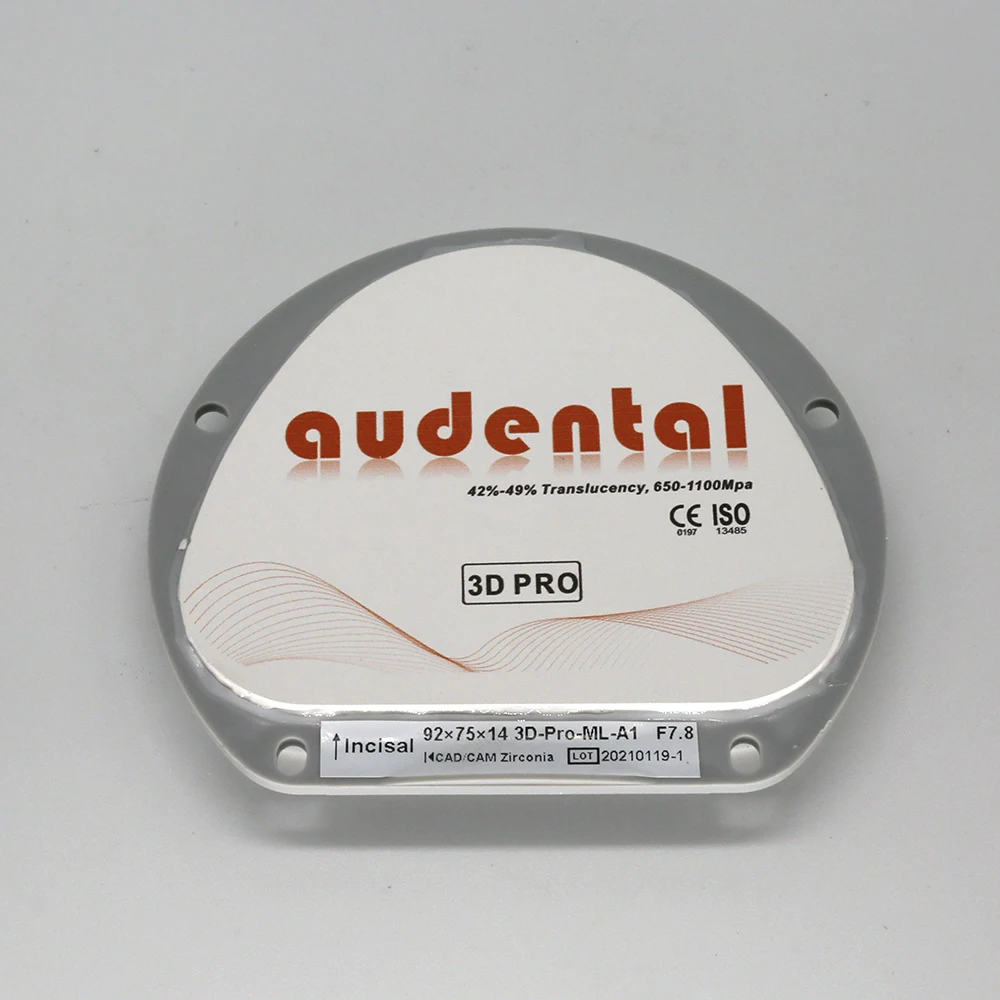 audental
42%-49% Translucency, 650-1100Mpa
CE ISO
0197 13485
3D PRO
↑Incisal 92×75×14 3D-Pro-ML-A1 F7.8
CAD/CAM Zirconia LOT 20210119-1